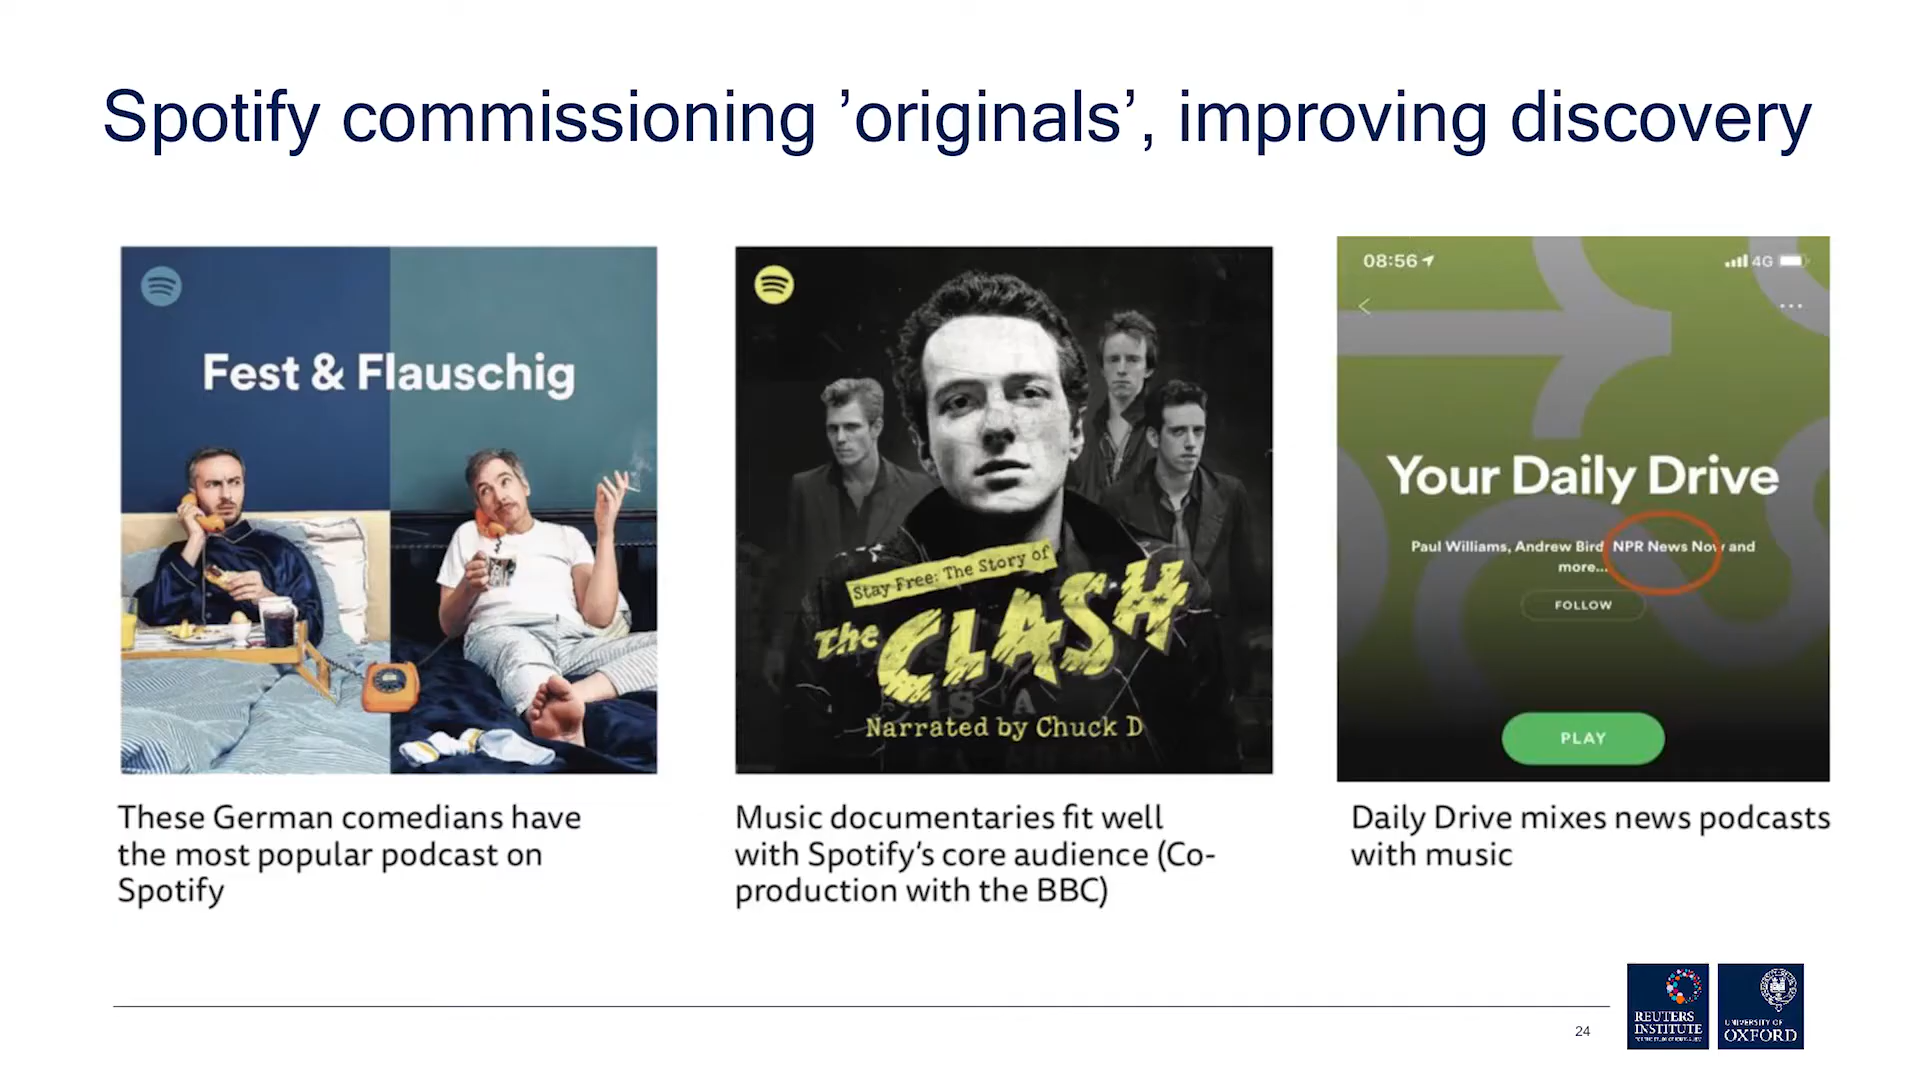 Spotify commissioning ’originals’, improving discovery
Fest & Flauschig
Stay Free: The Story of
The CLASH
Narrated by Chuck D
08:56
4G
Your Daily Drive
Paul Williams, Andrew Bird, NPR News Now and
more...
FOLLOW
PLAY
These German comedians have
the most popular podcast on
Spotify
Music documentaries fit well
with Spotify’s core audience (Co-
production with the BBC)
Daily Drive mixes news podcasts
with music
24
REUTERS
INSTITUTE
UNIVERSITY OF
OXFORD